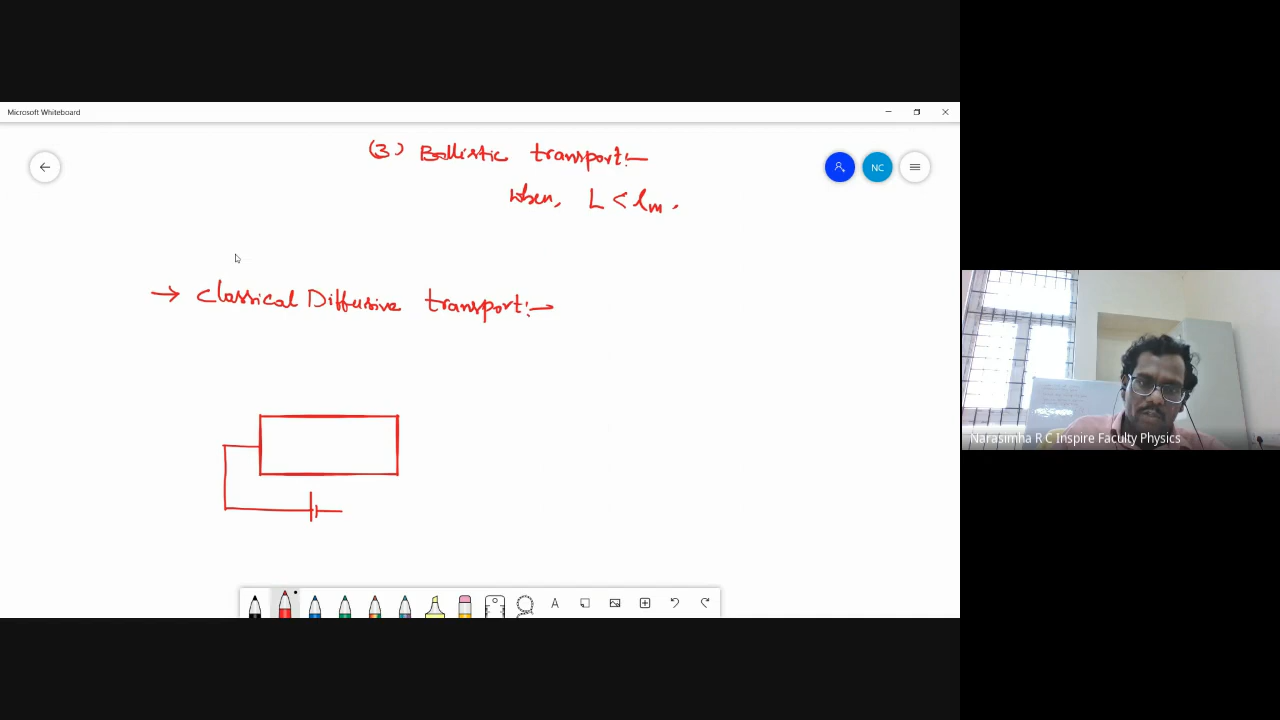 Microsoft Whiteboard
(3) Ballistic transport:—
When, L < lm.
NC
→ Classical Diffusive transport:—
Narasimha R C Inspire Faculty Physics
A